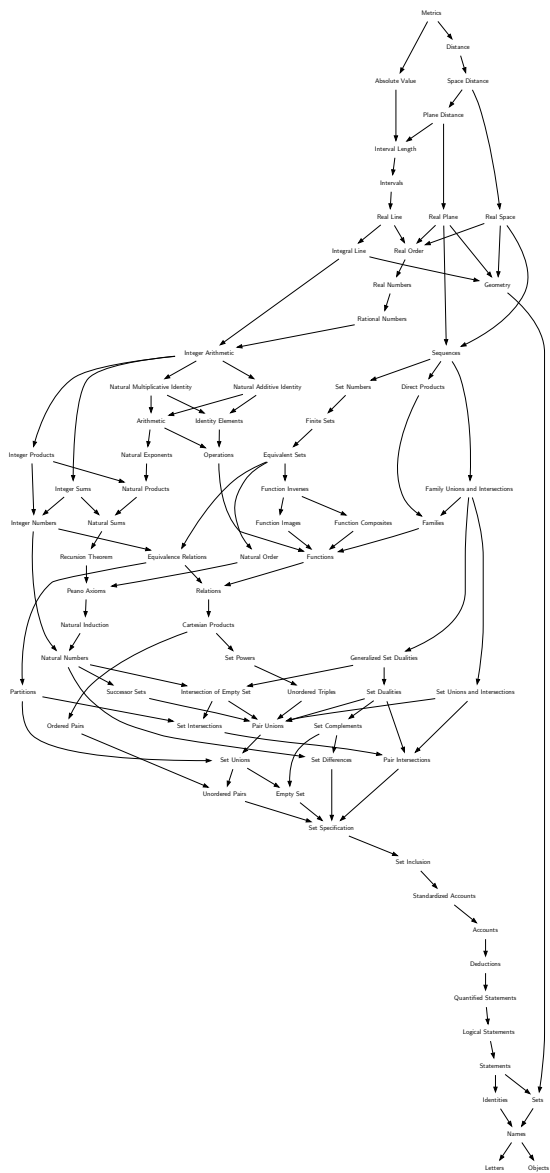 Metrics
Distance
Absolute Value
Space Distance
Plane Distance
Interval Length
Intervals
Real Line
Real Plane
Real Space
Integral Line
Real Order
Real Numbers
Geometry
Rational Numbers
Integer Arithmetic
Sequences
Natural Multiplicative Identity
Natural Additive Identity
Set Numbers
Direct Products
Arithmetic
Identity Elements
Finite Sets
Integer Products
Natural Exponents
Operations
Equivalent Sets
Integer Sums
Natural Products
Function Inverses
Family Unions and Intersections
Integer Numbers
Natural Sums
Function Images
Function Composites
Families
Recursion Theorem
Equivalence Relations
Natural Order
Functions
Peano Axioms
Relations
Natural Induction
Cartesian Products
Natural Numbers
Set Powers
Generalized Set Dualities
Partitions
Successor Sets
Intersection of Empty Set
Unordered Triples
Set Dualities
Set Unions and Intersections
Ordered Pairs
Set Intersections
Pair Unions
Set Complements
Set Unions
Set Differences
Pair Intersections
Unordered Pairs
Empty Set
Set Specification
Set Inclusion
Standardized Accounts
Accounts
Deductions
Quantified Statements
Logical Statements
Statements
Identities
Sets
Names
Letters
Objects